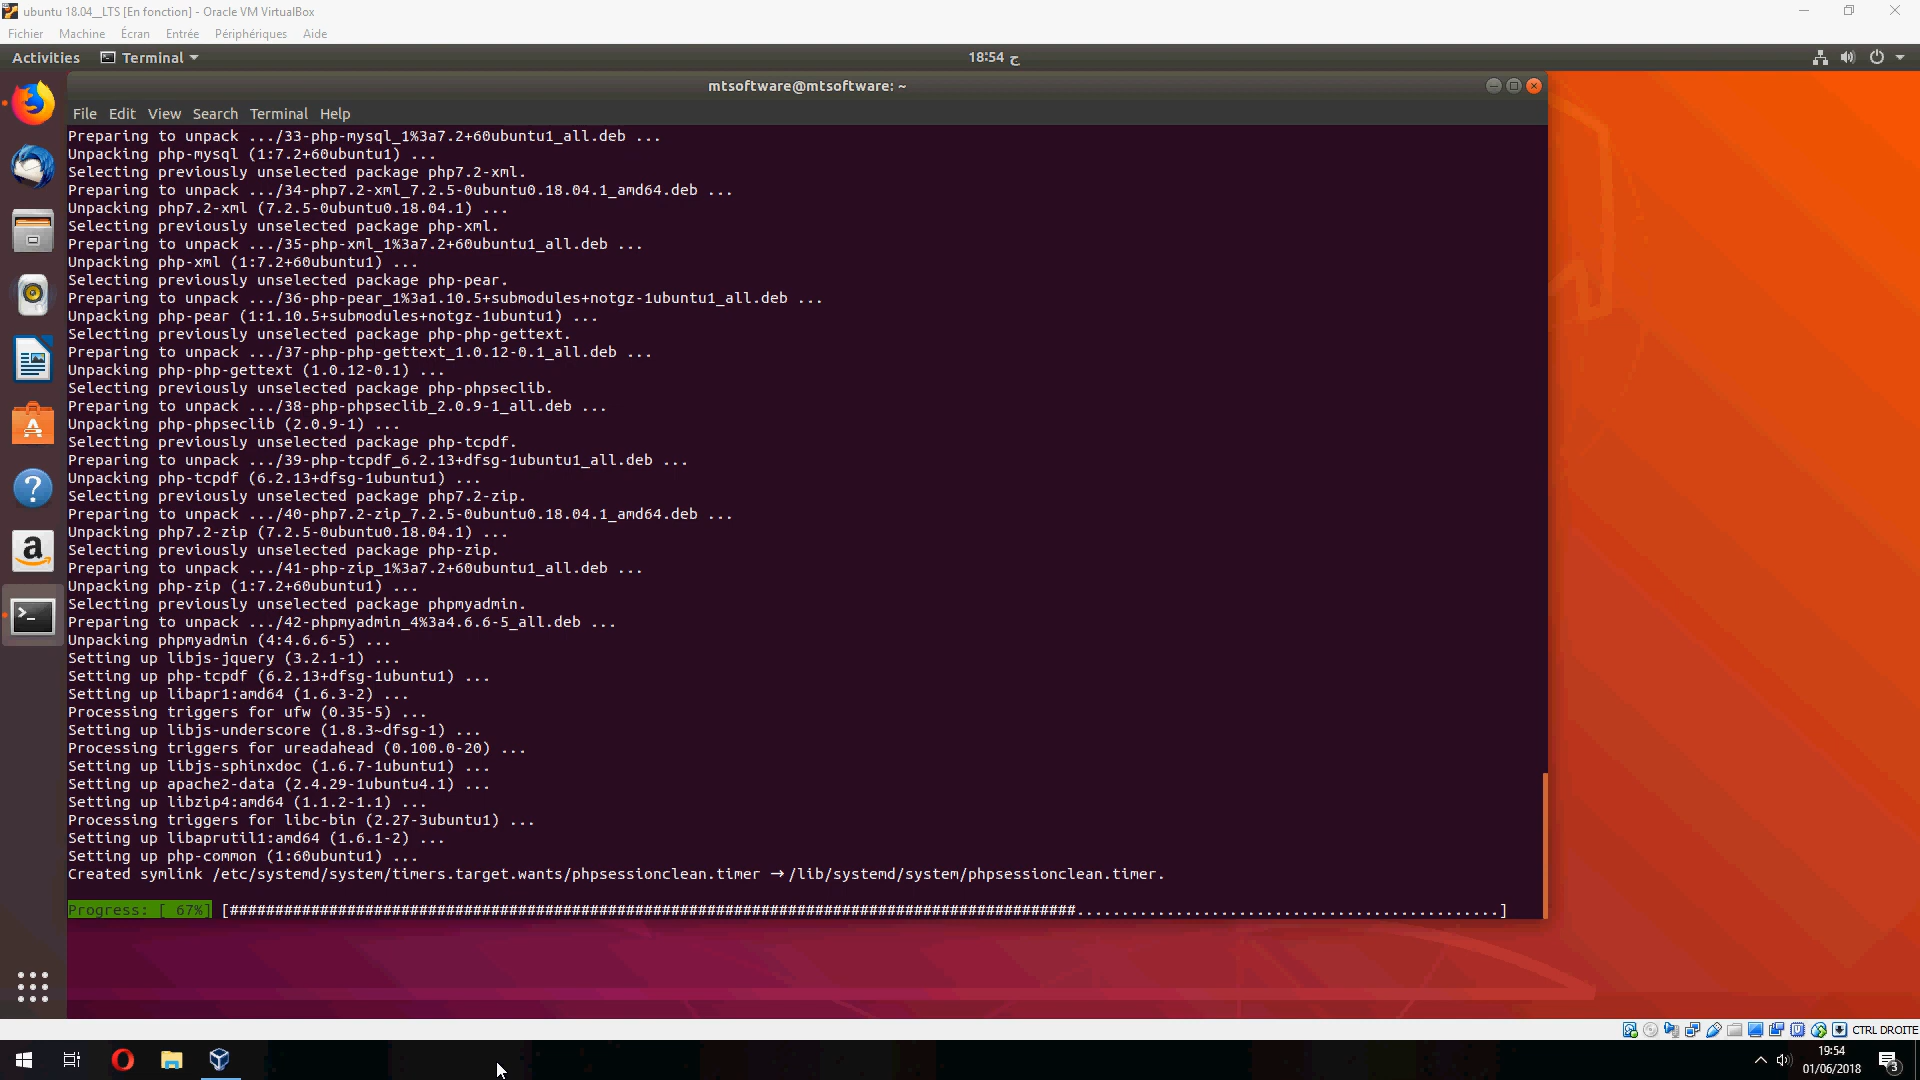 ubuntu 18.04__LTS [En fonction] - Oracle VM VirtualBox
Fichier Machine Écran Entrée Périphériques Aide
Activities Terminal 18:54 ح
mtsoftware@mtsoftware: ~
File Edit View Search Terminal Help
Preparing to unpack .../33-php-mysql_1%3a7.2+60ubuntu1_all.deb ...
Unpacking php-mysql (1:7.2+60ubuntu1) ...
Selecting previously unselected package php7.2-xml.
Preparing to unpack .../34-php7.2-xml_7.2.5-0ubuntu0.18.04.1_amd64.deb ...
Unpacking php7.2-xml (7.2.5-0ubuntu0.18.04.1) ...
Selecting previously unselected package php-xml.
Preparing to unpack .../35-php-xml_1%3a7.2+60ubuntu1_all.deb ...
Unpacking php-xml (1:7.2+60ubuntu1) ...
Selecting previously unselected package php-pear.
Preparing to unpack .../36-php-pear_1%3a1.10.5+submodules+notgz-1ubuntu1_all.deb ...
Unpacking php-pear (1:1.10.5+submodules+notgz-1ubuntu1) ...
Selecting previously unselected package php-php-gettext.
Preparing to unpack .../37-php-php-gettext_1.0.12-0.1_all.deb ...
Unpacking php-php-gettext (1.0.12-0.1) ...
Selecting previously unselected package php-phpseclib.
Preparing to unpack .../38-php-phpseclib_2.0.9-1_all.deb ...
Unpacking php-phpseclib (2.0.9-1) ...
Selecting previously unselected package php-tcpdf.
Preparing to unpack .../39-php-tcpdf_6.2.13+dfsg-1ubuntu1_all.deb ...
Unpacking php-tcpdf (6.2.13+dfsg-1ubuntu1) ...
Selecting previously unselected package php7.2-zip.
Preparing to unpack .../40-php7.2-zip_7.2.5-0ubuntu0.18.04.1_amd64.deb ...
Unpacking php7.2-zip (7.2.5-0ubuntu0.18.04.1) ...
Selecting previously unselected package php-zip.
Preparing to unpack .../41-php-zip_1%3a7.2+60ubuntu1_all.deb ...
Unpacking php-zip (1:7.2+60ubuntu1) ...
Selecting previously unselected package phpmyadmin.
Preparing to unpack .../42-phpmyadmin_4%3a4.6.6-5_all.deb ...
Unpacking phpmyadmin (4:4.6.6-5) ...
Setting up libjs-jquery (3.2.1-1) ...
Setting up php-tcpdf (6.2.13+dfsg-1ubuntu1) ...
Setting up libapr1:amd64 (1.6.3-2) ...
Processing triggers for ufw (0.35-5) ...
Setting up libjs-underscore (1.8.3~dfsg-1) ...
Processing triggers for ureadahead (0.100.0-20) ...
Setting up libjs-sphinxdoc (1.6.7-1ubuntu1) ...
Setting up apache2-data (2.4.29-1ubuntu4.1) ...
Setting up libzip4:amd64 (1.1.2-1.1) ...
Processing triggers for libc-bin (2.27-3ubuntu1) ...
Setting up libaprutil1:amd64 (1.6.1-2) ...
Setting up php-common (1:60ubuntu1) ...
Created symlink /etc/systemd/system/timers.target.wants/phpsessionclean.timer → /lib/systemd/system/phpsessionclean.timer.
Progress: [ 67%] [##############################################################################################...............................................]
CTRL DROITE
19:54
01/06/2018
3